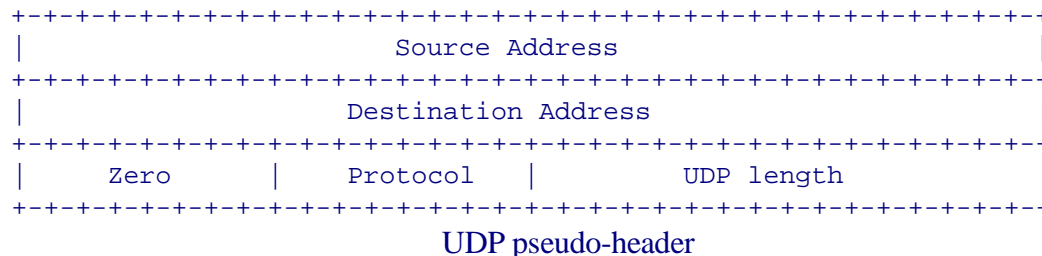 +-+-+-+-+-+-+-+-+-+-+-+-+-+-+-+-+-+-+-+-+-+-+-+-+-+-+-+-+-+-+-+-+
| Source Address |
+-+-+-+-+-+-+-+-+-+-+-+-+-+-+-+-+-+-+-+-+-+-+-+-+-+-+-+-+-+-+-+-+-
| Destination Address |
+-+-+-+-+-+-+-+-+-+-+-+-+-+-+-+-+-+-+-+-+-+-+-+-+-+-+-+-+-+-+-+-+-
| Zero | Protocol | UDP length
+-+-+-+-+-+-+-+-+-+-+-+-+-+-+-+-+-+-+-+-+-+-+-+-+-+-+-+-+-+-+-+-+-
UDP pseudo-header